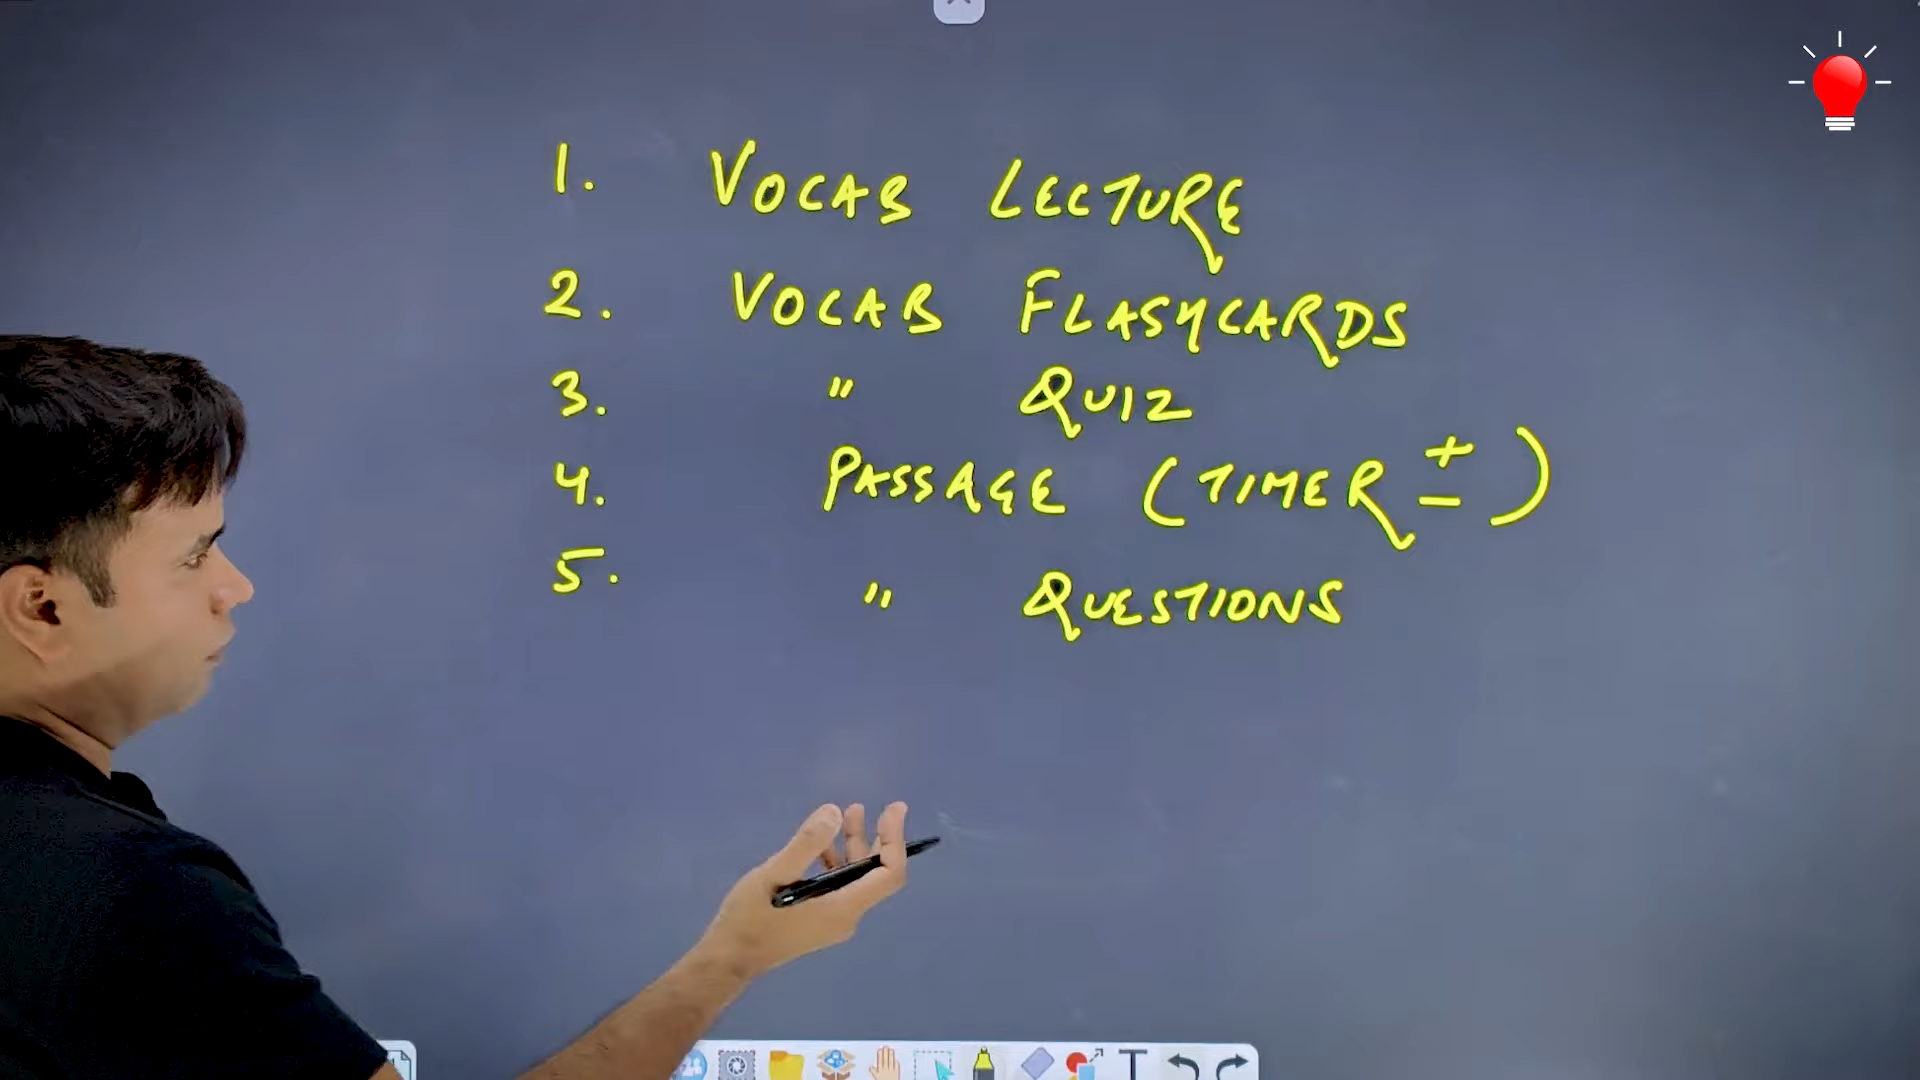 1. VOCAB LECTURE
2. VOCAB FLASHCARDS
3. " QUIZ
4. PASSAGE (TIMER ±)
5. " QUESTIONS
T